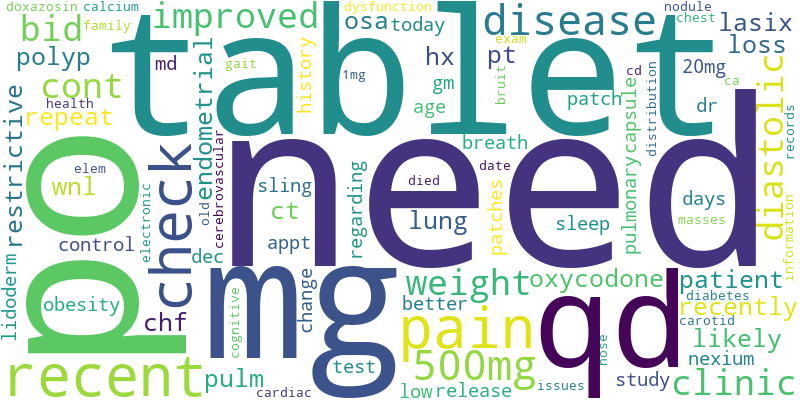 doxazosin calcium
family
bid
improved
dysfunction
osa today
disease
nodule
chest
lasix
polyp
md
tablet
hx
pt
loss
exam
cont
gait
history
1mg
gm
bruit
20mg
cd
ca
health
repeat
endometrial
age
patch
capsule
dr
distribution
diastolic
records
restrictive
po
wnl
elem
check
cerebrovascular
need
breath
date
died
pulmonary
electronic
old
sling
ct
regarding
lung
patches
sleep
days
masses
control
appt
dec
information
lidoderm
obesity
mg
change
weight
better
oxycodone
qd
patient
diabetes
recently
chf
cognitive
pain
carotid
likely
nexium
recent
pulm
test
500mg
nose
study
clinic
cardiac
low release
issues